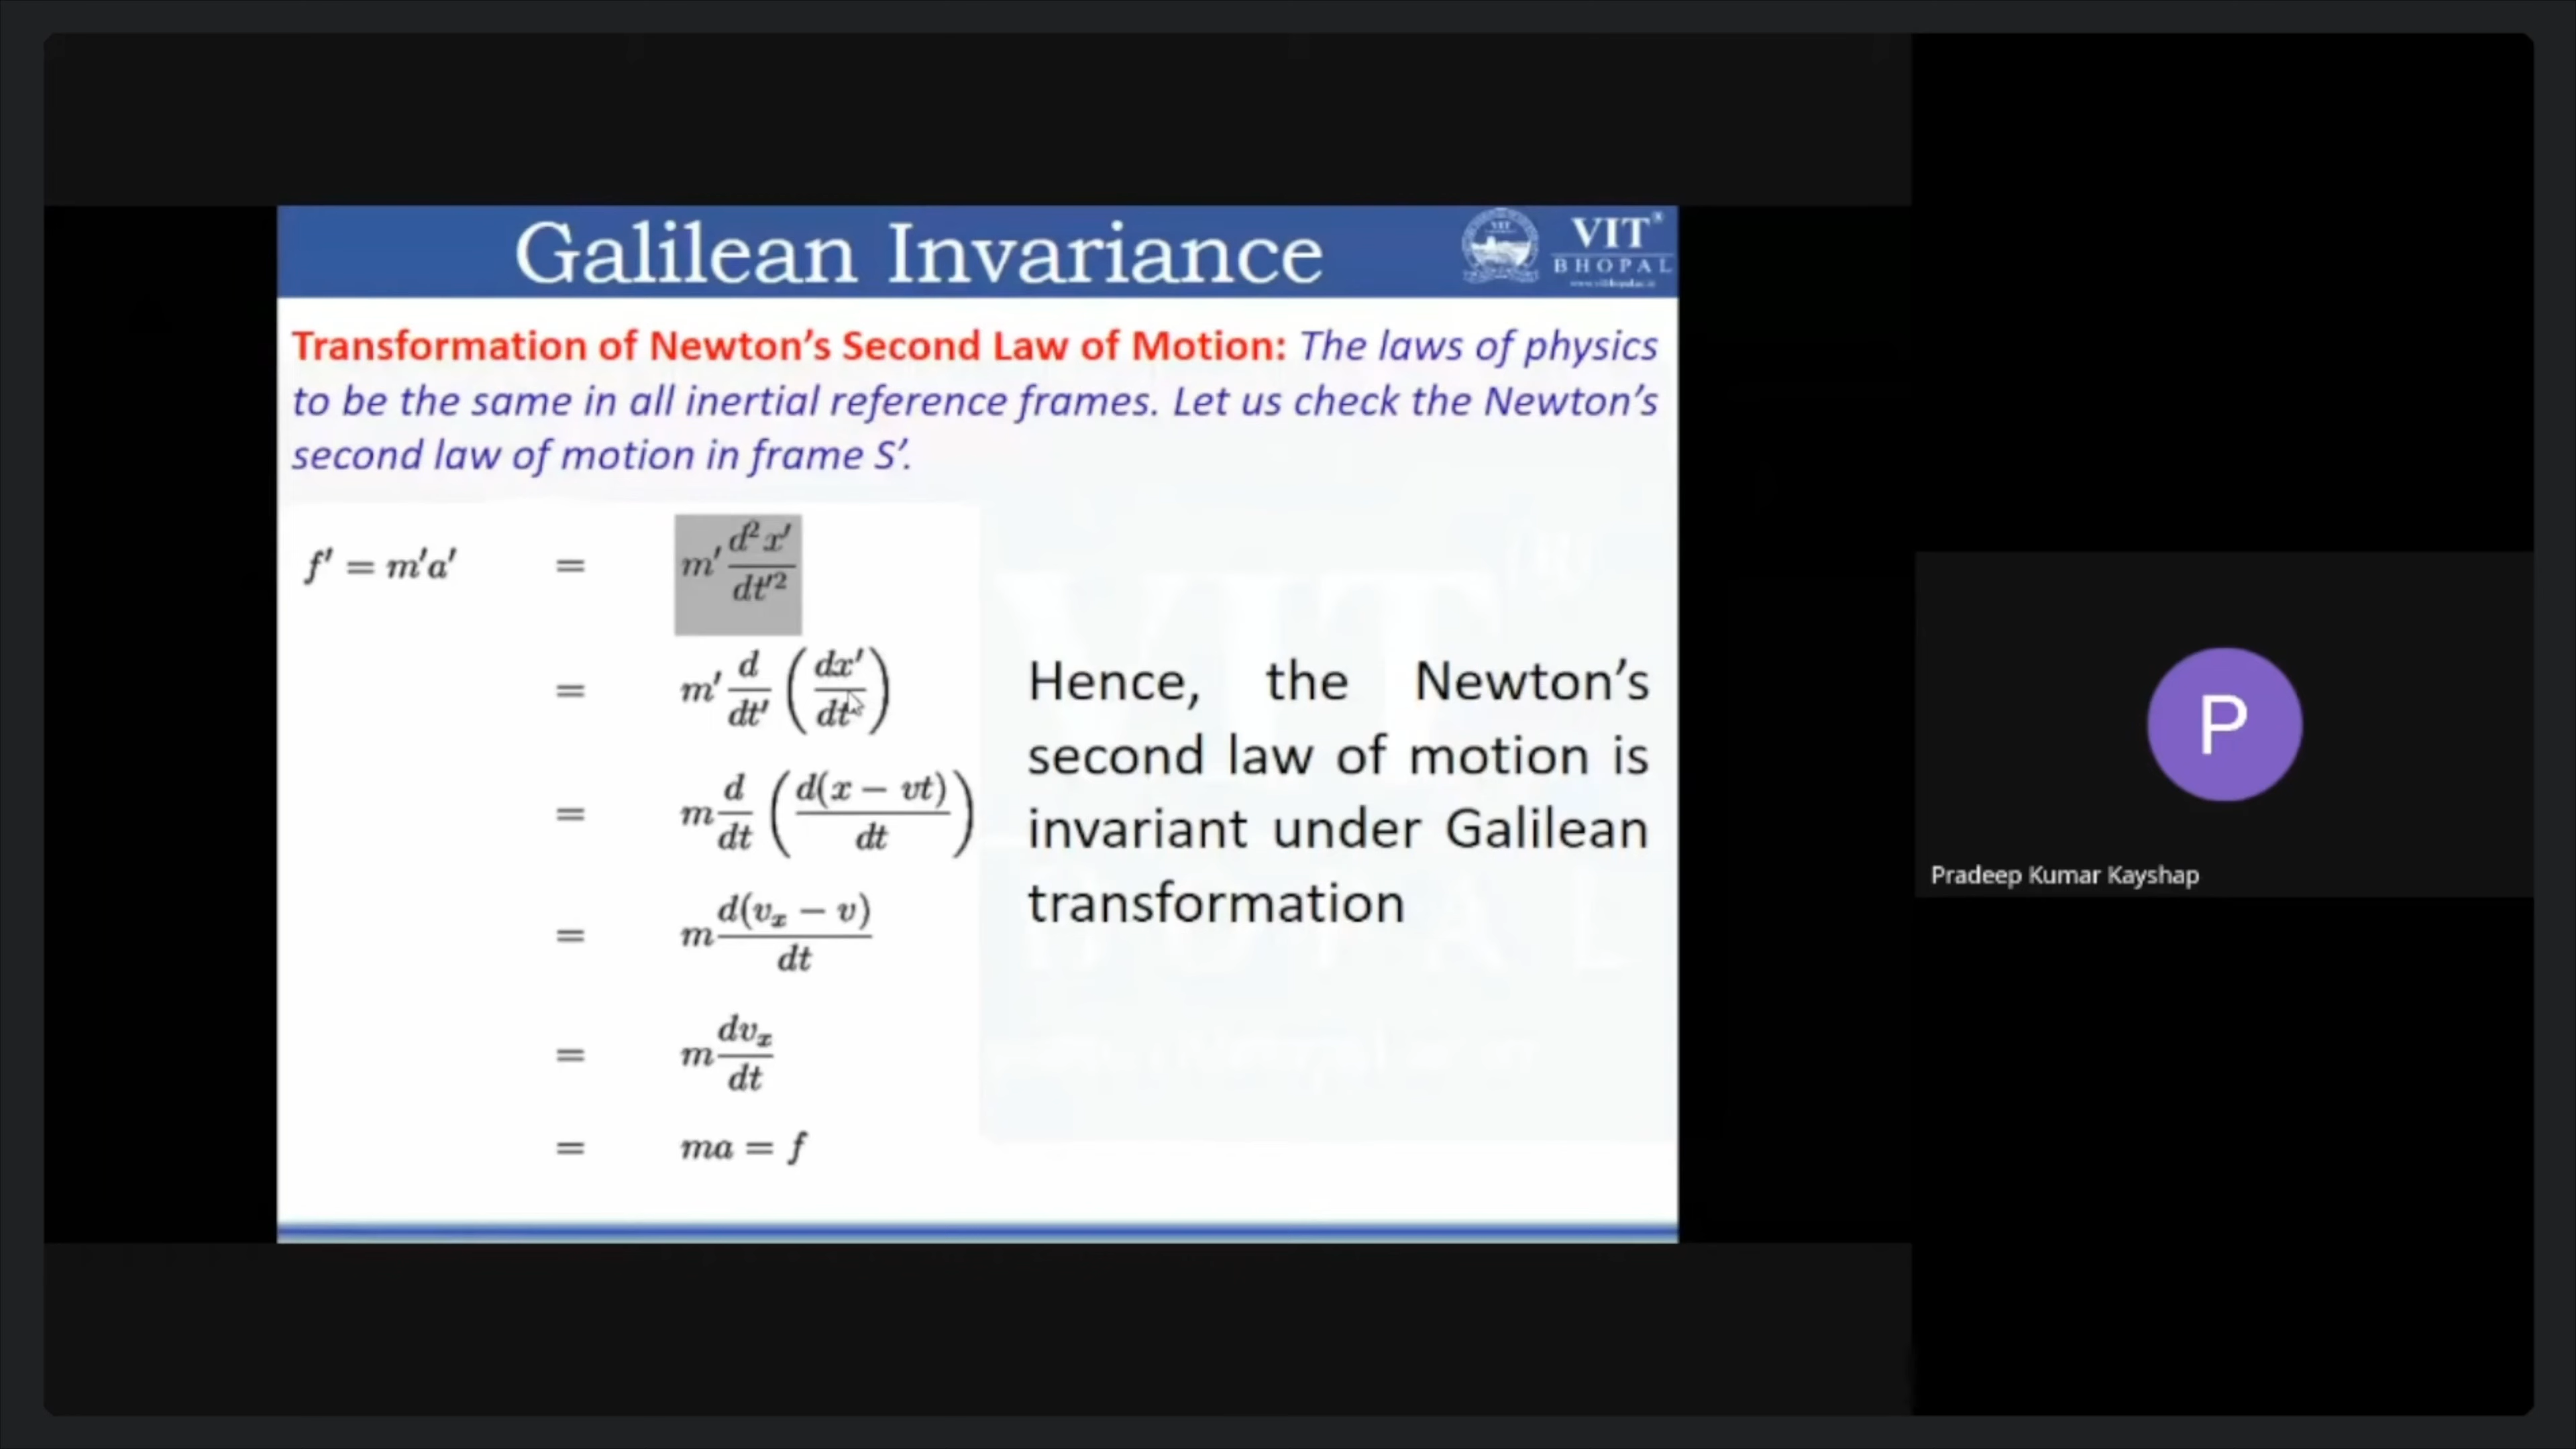 Galilean Invariance
VIT®
BHOPAL
Transformation of Newton’s Second Law of Motion: The laws of physics
to be the same in all inertial reference frames. Let us check the Newton’s
second law of motion in frame S’.
f′ = m′a′ = m′ d²x′/dt′²
= m′ d/dt′ (dx′/dt′)
= m d/dt (d(x − vt)/dt)
= m d(vₓ − v)/dt
= m dvₓ/dt
= ma = f
Hence, the Newton’s
second law of motion is
invariant under Galilean
transformation
P
Pradeep Kumar Kayshap